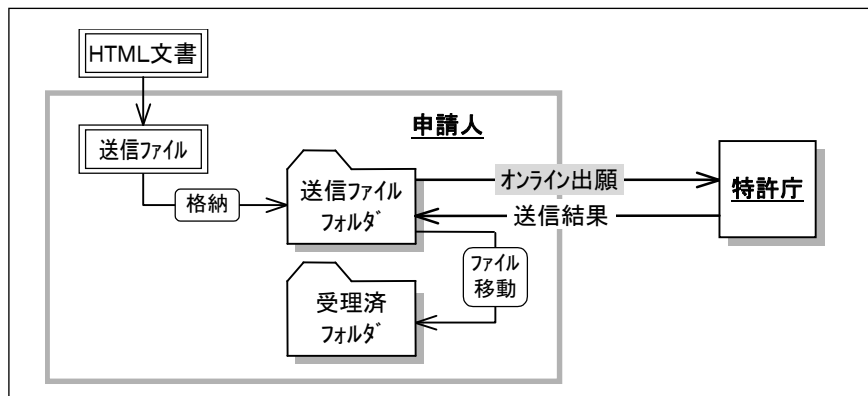 HTML文書
申請人
送信ファイル
格納
送信ファイル
フォルダ
オンライン出願
送信結果
特許庁
ファイル
移動
受理済
フォルダ